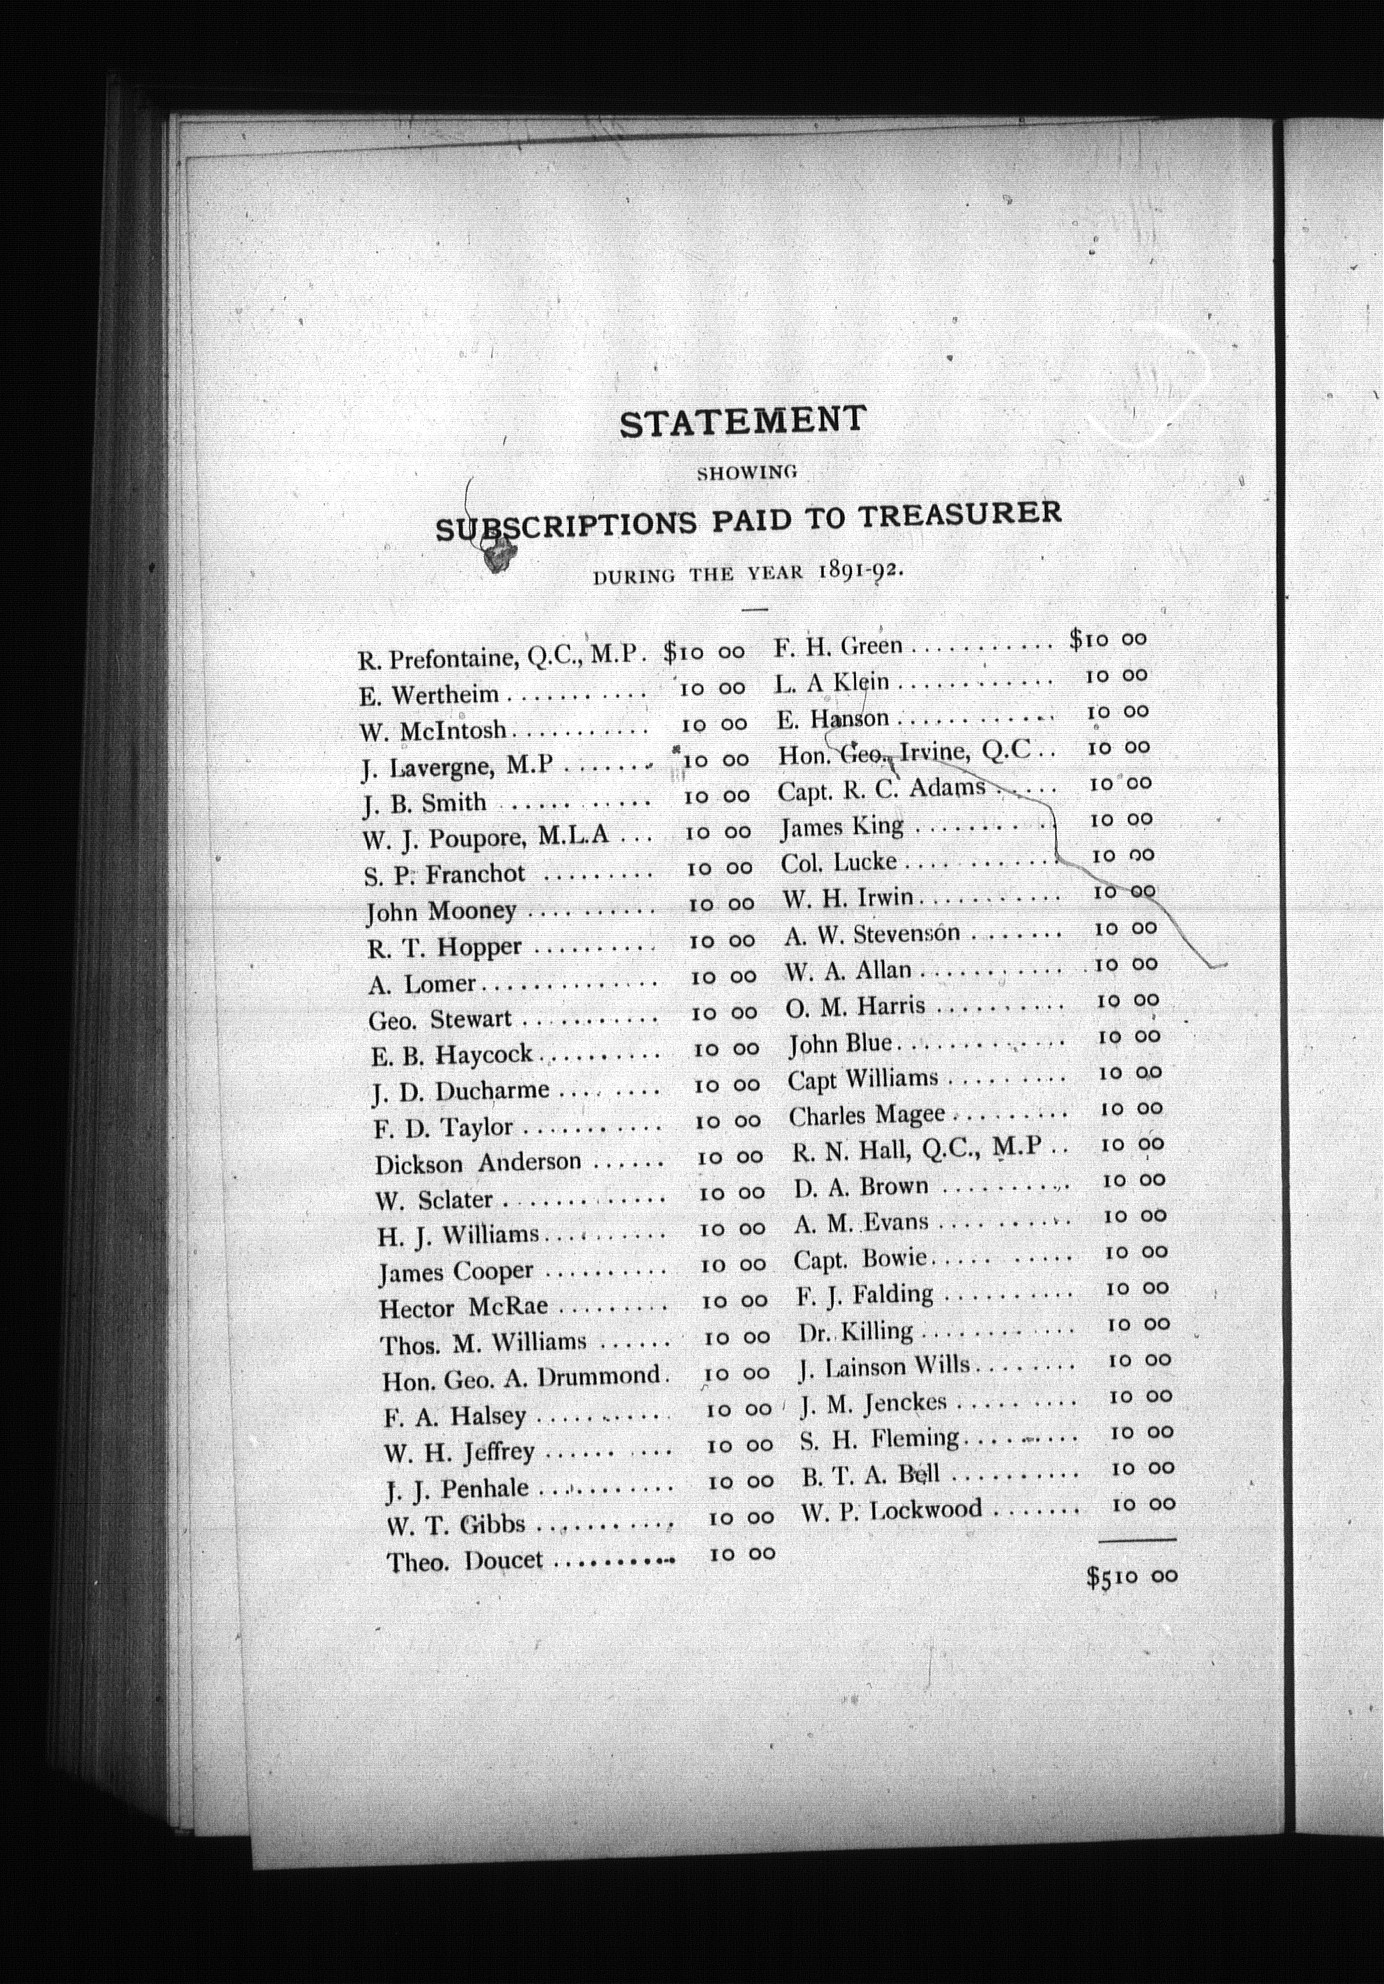 STATEMENT
SHOWING
SUBSCRIPTIONS PAID TO TREASURER
DURING THE YEAR 1891-92.
R. Prefontaine, Q.C., M.P. $10 00
E. Wertheim ........... 10 00
W. McIntosh........... 10 00
J. Lavergne, M.P ....... 10 00
J. B. Smith ........... 10 00
W. J. Poupore, M.L.A ... 10 00
S. P. Franchot ......... 10 00
John Mooney .......... 10 00
R. T. Hopper .......... 10 00
A. Lomer.............. 10 00
Geo. Stewart ........... 10 00
E. B. Haycock.......... 10 00
J. D. Ducharme ........ 10 00
F. D. Taylor ........... 10 00
Dickson Anderson ...... 10 00
W. Sclater ............ 10 00
H. J. Williams.......... 10 00
James Cooper .......... 10 00
Hector McRae ......... 10 00
Thos. M. Williams ...... 10 00
Hon. Geo. A. Drummond. 10 00
F. A. Halsey ........... 10 00
W. H. Jeffrey .......... 10 00
J. J. Penhale ........... 10 00
W. T. Gibbs ........... 10 00
Theo. Doucet .......... 10 00
F. H. Green ........... $10 00
L. A Klein ............ 10 00
E. Hanson ............ 10 00
Hon. Geo. Irvine, Q.C .. 10 00
Capt. R. C. Adams ..... 10 00
James King .......... 10 00
Col. Lucke ............ 10 00
W. H. Irwin........... 10 00
A. W. Stevenson ....... 10 00
W. A. Allan ........... 10 00
O. M. Harris .......... 10 00
John Blue............. 10 00
Capt Williams ......... 10 00
Charles Magee ......... 10 00
R. N. Hall, Q.C., M.P .. 10 00
D. A. Brown .......... 10 00
A. M. Evans .......... 10 00
Capt. Bowie.......... 10 00
F. J. Falding .......... 10 00
Dr. Killing ............ 10 00
J. Lainson Wills........ 10 00
J. M. Jenckes ......... 10 00
S. H. Fleming......... 10 00
B. T. A. Bell .......... 10 00
W. P. Lockwood ....... 10 00
$510 00